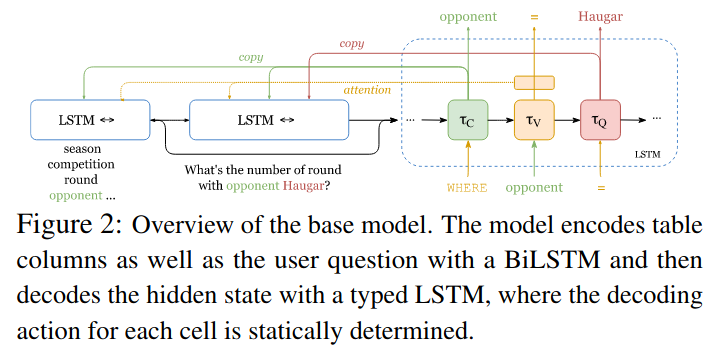 opponent = Haugar
copy
copy
attention
LSTM ↔ LSTM ↔ ... τC τV τQ ...
LSTM
season
competition
round
opponent ...
What's the number of round
with opponent Haugar?
WHERE opponent =
Figure 2: Overview of the base model. The model encodes table
columns as well as the user question with a BiLSTM and then
decodes the hidden state with a typed LSTM, where the decoding
action for each cell is statically determined.